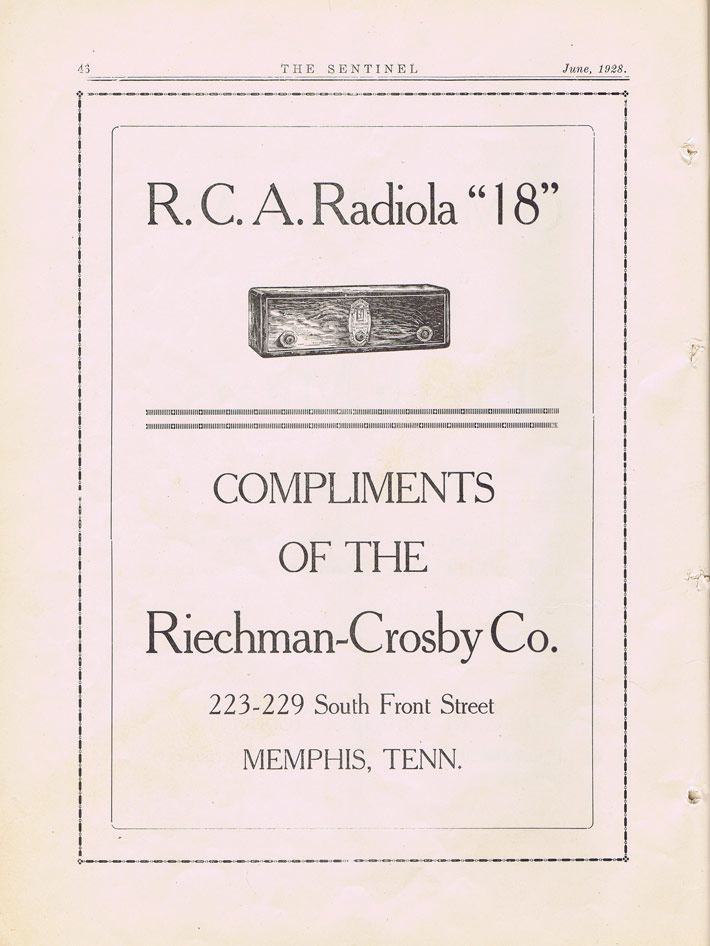 46 THE SENTINEL June, 1928.
R. C. A. Radiola “18”
COMPLIMENTS
OF THE
Riechman-Crosby Co.
223-229 South Front Street
MEMPHIS, TENN.